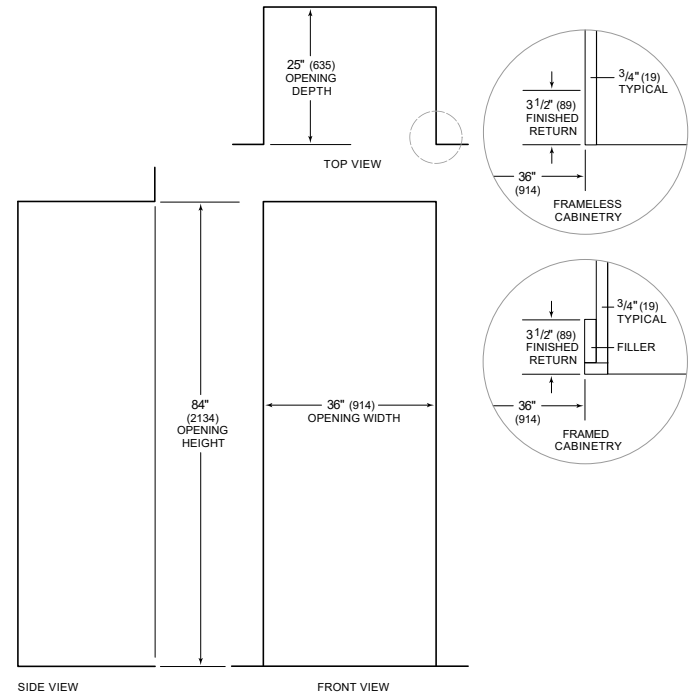 25" (635)
OPENING
DEPTH
TOP VIEW
3/4" (19)
TYPICAL
3 1/2" (89)
FINISHED
RETURN
36"
(914)
FRAMELESS
CABINETRY
3/4" (19)
TYPICAL
3 1/2" (89)
FINISHED
RETURN
FILLER
36"
(914)
FRAMED
CABINETRY
84"
(2134)
OPENING
HEIGHT
36" (914)
OPENING WIDTH
SIDE VIEW
FRONT VIEW